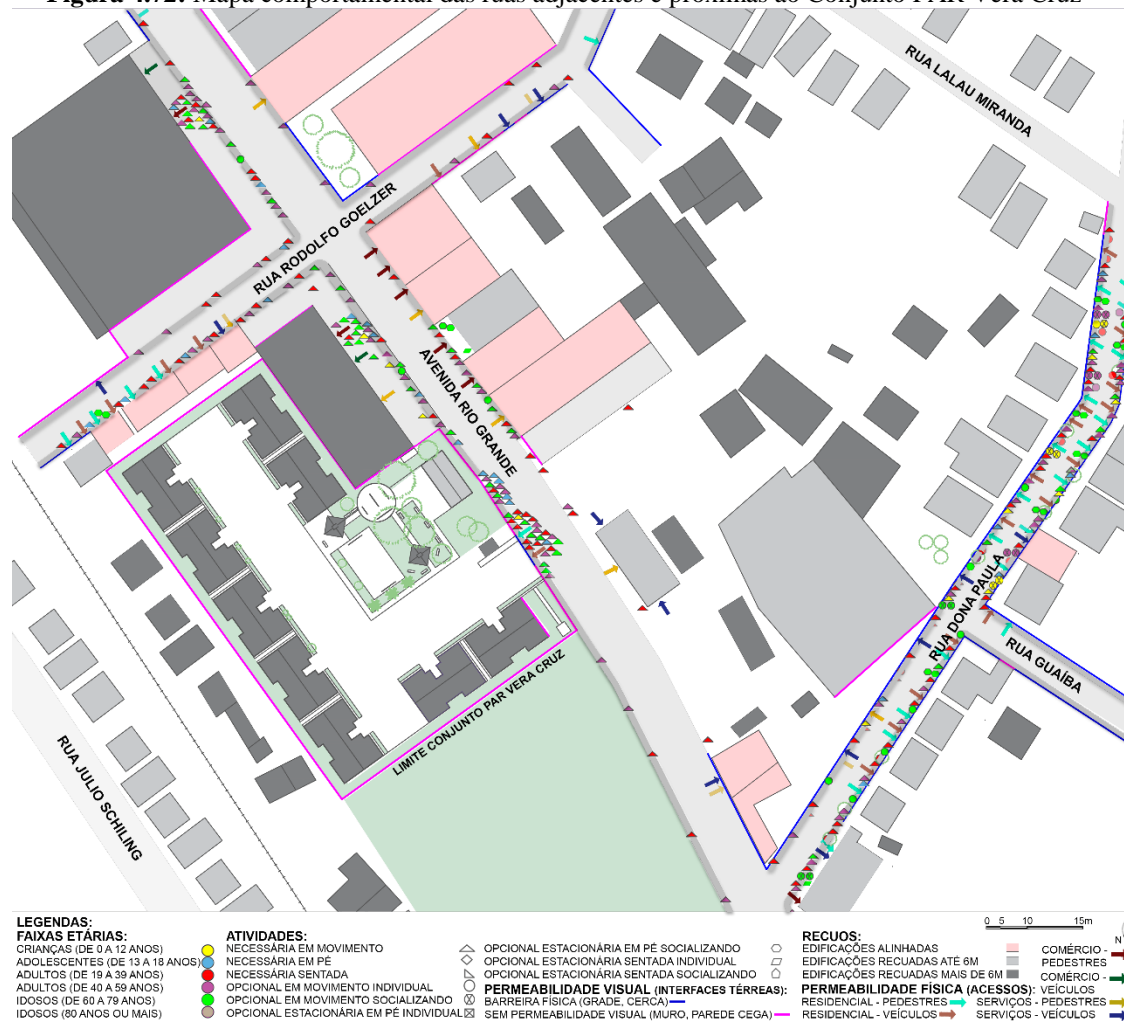 Figura 4.72: Mapa comportamental das ruas adjacentes e próximas ao Conjunto PAR Vera Cruz
RUA LALAU MIRANDA
RUA RODOLFO GOELZER
AVENIDA RIO GRANDE
RUA DONA PAULA
RUA GUAÍBA
LIMITE CONJUNTO PAR VERA CRUZ
RUA JULIO SCHILING
LEGENDAS:
FAIXAS ETÁRIAS:
CRIANÇAS (DE 0 A 12 ANOS)
ADOLESCENTES (DE 13 A 18 ANOS)
ADULTOS (DE 19 A 39 ANOS)
ADULTOS (DE 40 A 59 ANOS)
IDOSOS (DE 60 A 79 ANOS)
IDOSOS (80 ANOS OU MAIS)
ATIVIDADES:
NECESSÁRIA EM MOVIMENTO
NECESSÁRIA EM PÉ
NECESSÁRIA SENTADA
OPCIONAL EM MOVIMENTO INDIVIDUAL
OPCIONAL EM MOVIMENTO SOCIALIZANDO
OPCIONAL ESTACIONÁRIA EM PÉ INDIVIDUAL
OPCIONAL ESTACIONÁRIA EM PÉ SOCIALIZANDO
OPCIONAL ESTACIONÁRIA SENTADA INDIVIDUAL
OPCIONAL ESTACIONÁRIA SENTADA SOCIALIZANDO
PERMEABILIDADE VISUAL (INTERFACES TÉRREAS):
BARREIRA FÍSICA (GRADE, CERCA)
SEM PERMEABILIDADE VISUAL (MURO, PAREDE CEGA)
RECUOS:
EDIFICAÇÕES ALINHADAS
EDIFICAÇÕES RECUADAS ATÉ 6M
EDIFICAÇÕES RECUADAS MAIS DE 6M
PERMEABILIDADE FÍSICA (ACESSOS):
RESIDENCIAL - PEDESTRES
RESIDENCIAL - VEÍCULOS
0 5 10 15m
N
COMÉRCIO -
PEDESTRES
COMÉRCIO -
VEÍCULOS
SERVIÇOS - PEDESTRES
SERVIÇOS - VEÍCULOS